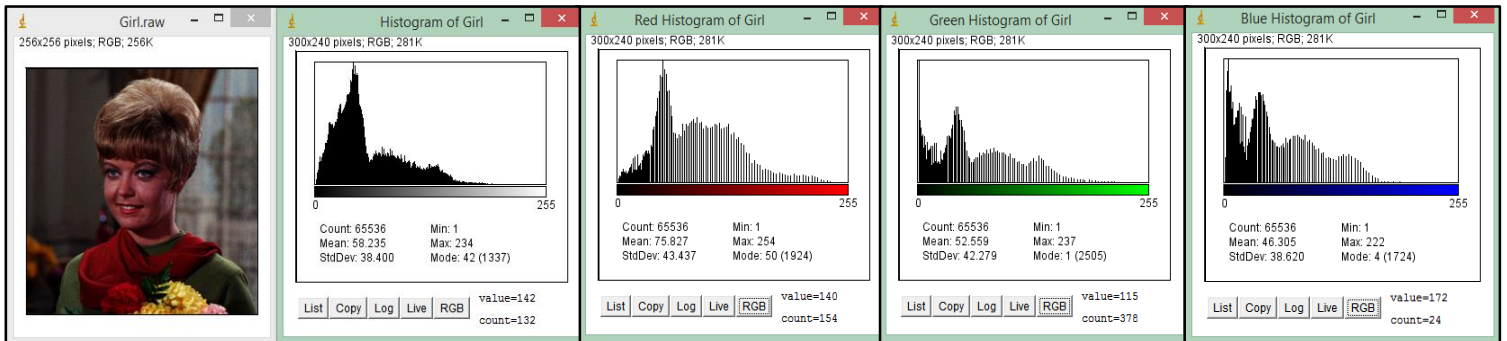 Girl.raw
256x256 pixels; RGB; 256K
Histogram of Girl
300x240 pixels; RGB; 281K
0 255
Count: 65536 Min: 1
Mean: 58.235 Max: 234
StdDev: 38.400 Mode: 42 (1337)
List Copy Log Live RGB
value=142
count=132
Red Histogram of Girl
300x240 pixels; RGB; 281K
0 255
Count: 65536 Min: 1
Mean: 75.827 Max: 254
StdDev: 43.437 Mode: 50 (1924)
List Copy Log Live RGB
value=140
count=154
Green Histogram of Girl
300x240 pixels; RGB; 281K
0 255
Count: 65536 Min: 1
Mean: 52.559 Max: 237
StdDev: 42.279 Mode: 1 (2505)
List Copy Log Live RGB
value=115
count=378
Blue Histogram of Girl
300x240 pixels; RGB; 281K
0 255
Count: 65536 Min: 1
Mean: 46.305 Max: 222
StdDev: 38.620 Mode: 4 (1724)
List Copy Log Live RGB
value=172
count=24